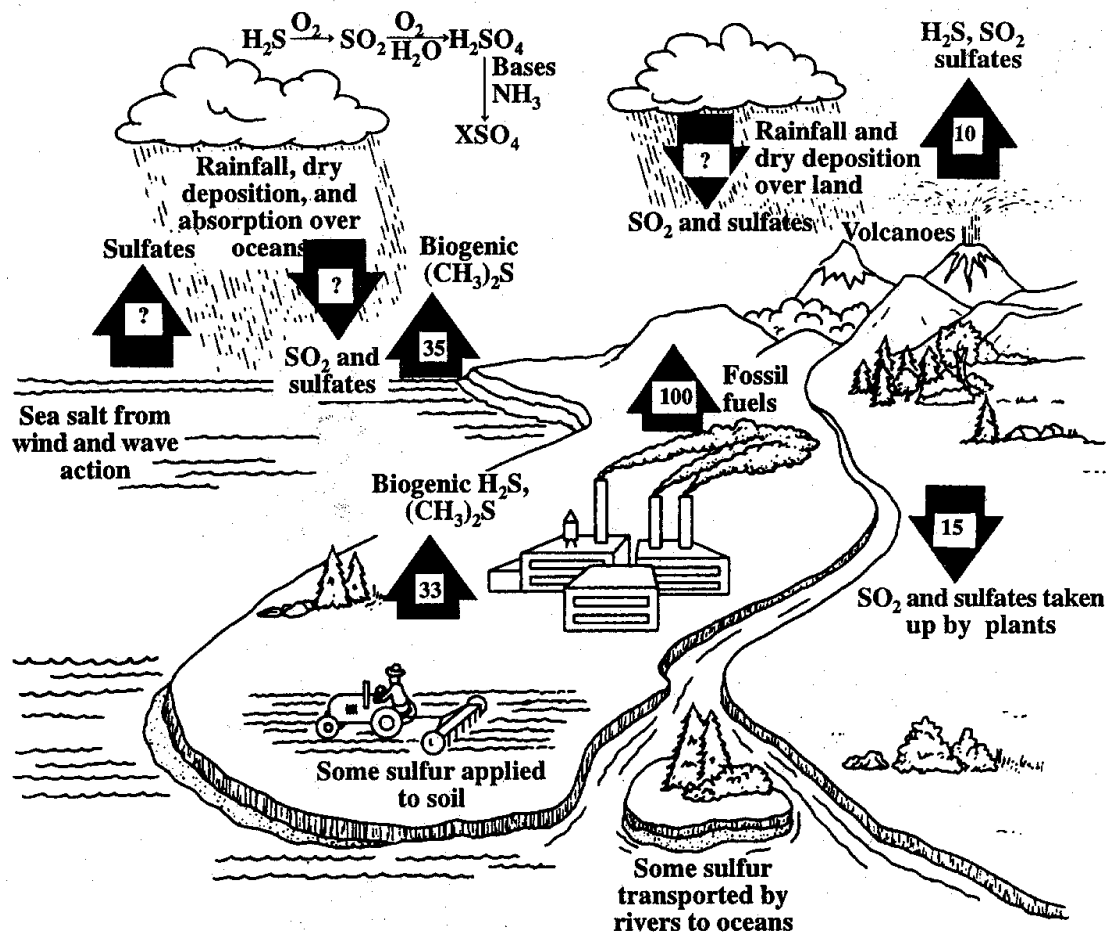 H₂S →O₂→ SO₂ →O₂/H₂O→ H₂SO₄
Bases
NH₃
XSO₄
Rainfall, dry
deposition, and
absorption over
oceans
Sulfates
?
?
SO₂ and
sulfates
Biogenic
(CH₃)₂S
35
Sea salt from
wind and wave
action
H₂S, SO₂
sulfates
10
?
Rainfall and
dry deposition
over land
SO₂ and sulfates
Volcanoes
100
Fossil
fuels
Biogenic H₂S,
(CH₃)₂S
33
15
SO₂ and sulfates taken
up by plants
Some sulfur applied
to soil
Some sulfur
transported by
rivers to oceans